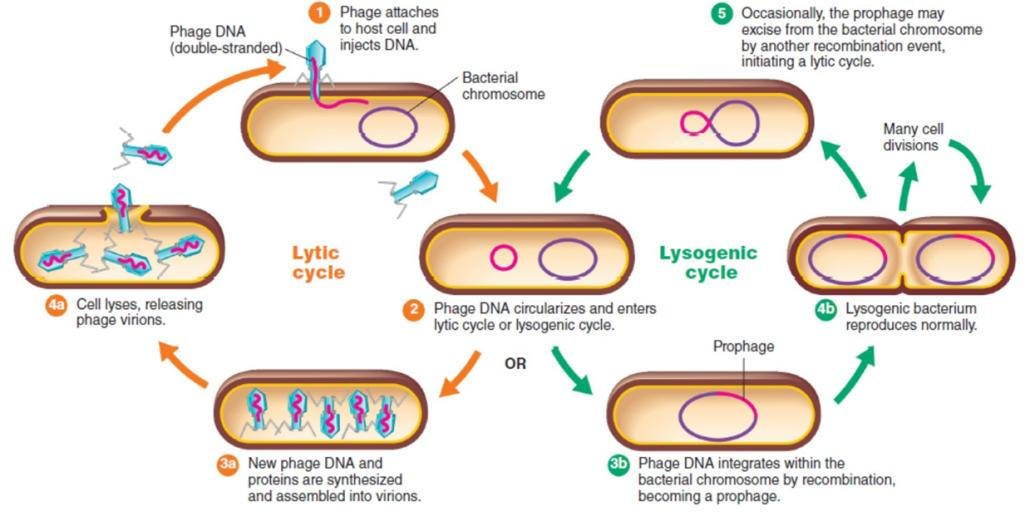 1 Phage attaches
to host cell and
injects DNA.
Phage DNA
(double-stranded)
Bacterial
chromosome
5 Occasionally, the prophage may
excise from the bacterial chromosome
by another recombination event,
initiating a lytic cycle.
Many cell
divisions
Lytic
cycle
Lysogenic
cycle
4a Cell lyses, releasing
phage virions.
2 Phage DNA circularizes and enters
lytic cycle or lysogenic cycle.
4b Lysogenic bacterium
reproduces normally.
OR
Prophage
3a New phage DNA and
proteins are synthesized
and assembled into virions.
3b Phage DNA integrates within the
bacterial chromosome by recombination,
becoming a prophage.